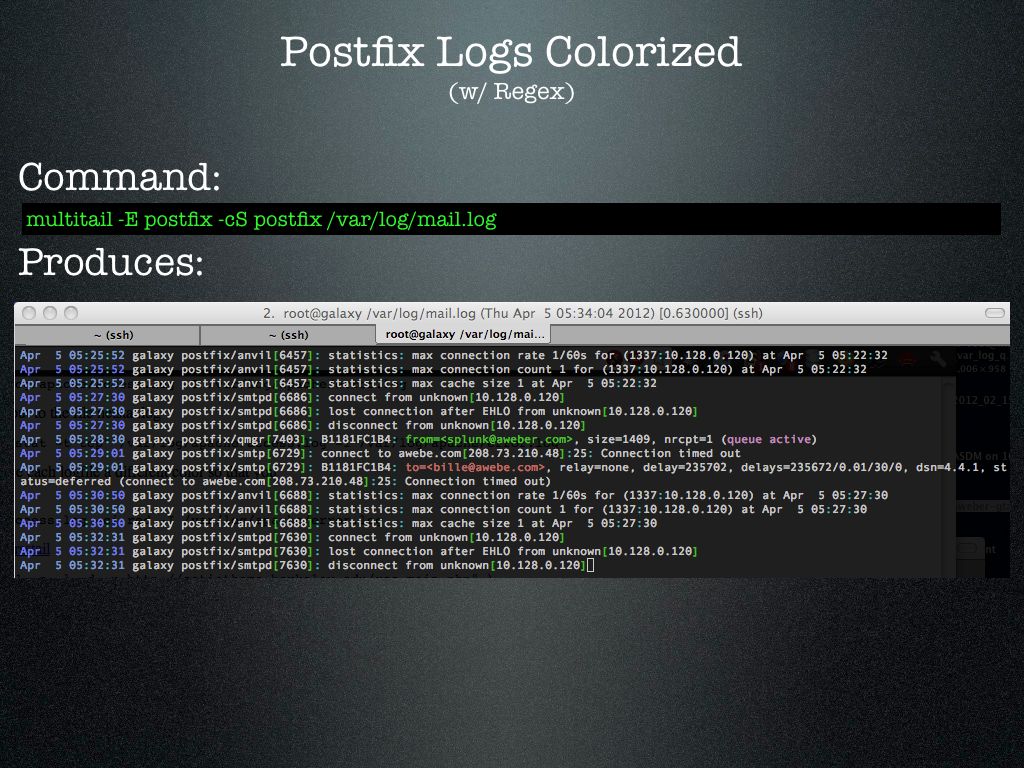 Postfix Logs Colorized
(w/ Regex)
Command:
multitail -E postfix -cS postfix /var/log/mail.log
Produces:
2. root@galaxy /var/log/mail.log (Thu Apr  5 05:34:04 2012) [0.630000] (ssh)
~ (ssh) ~ (ssh) root@galaxy /var/log/mai...
Apr  5 05:25:52 galaxy postfix/anvil[6457]: statistics: max connection rate 1/60s for (1337:10.128.0.120) at Apr  5 05:22:32
Apr  5 05:25:52 galaxy postfix/anvil[6457]: statistics: max connection count 1 for (1337:10.128.0.120) at Apr  5 05:22:32
Apr  5 05:25:52 galaxy postfix/anvil[6457]: statistics: max cache size 1 at Apr  5 05:22:32
Apr  5 05:27:30 galaxy postfix/smtpd[6686]: connect from unknown[10.128.0.120]
Apr  5 05:27:30 galaxy postfix/smtpd[6686]: lost connection after EHLO from unknown[10.128.0.120]
Apr  5 05:27:30 galaxy postfix/smtpd[6686]: disconnect from unknown[10.128.0.120]
Apr  5 05:28:30 galaxy postfix/qmgr[7403]: B1181FC1B4: from=<splunk@aweber.com>, size=1409, nrcpt=1 (queue active)
Apr  5 05:29:01 galaxy postfix/smtp[6729]: connect to awebe.com[208.73.210.48]:25: Connection timed out
Apr  5 05:29:01 galaxy postfix/smtp[6729]: B1181FC1B4: to=<bille@awebe.com>, relay=none, delay=235702, delays=235672/0.01/30/0, dsn=4.4.1, st
atus=deferred (connect to awebe.com[208.73.210.48]:25: Connection timed out)
Apr  5 05:30:50 galaxy postfix/anvil[6688]: statistics: max connection rate 1/60s for (1337:10.128.0.120) at Apr  5 05:27:30
Apr  5 05:30:50 galaxy postfix/anvil[6688]: statistics: max connection count 1 for (1337:10.128.0.120) at Apr  5 05:27:30
Apr  5 05:30:50 galaxy postfix/anvil[6688]: statistics: max cache size 1 at Apr  5 05:27:30
Apr  5 05:32:31 galaxy postfix/smtpd[7630]: connect from unknown[10.128.0.120]
Apr  5 05:32:31 galaxy postfix/smtpd[7630]: lost connection after EHLO from unknown[10.128.0.120]
Apr  5 05:32:31 galaxy postfix/smtpd[7630]: disconnect from unknown[10.128.0.120]